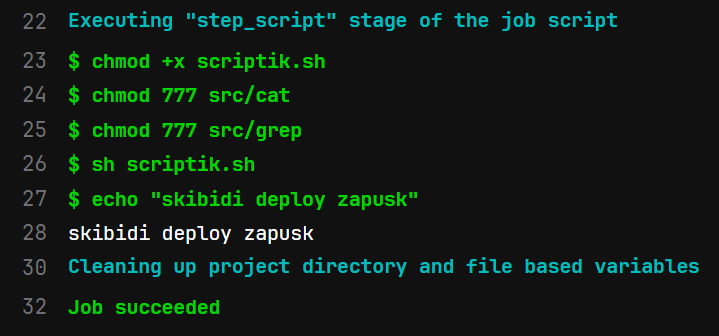 22 Executing "step_script" stage of the job script
23 $ chmod +x scriptik.sh
24 $ chmod 777 src/cat
25 $ chmod 777 src/grep
26 $ sh scriptik.sh
27 $ echo "skibidi deploy zapusk"
28 skibidi deploy zapusk
30 Cleaning up project directory and file based variables
32 Job succeeded